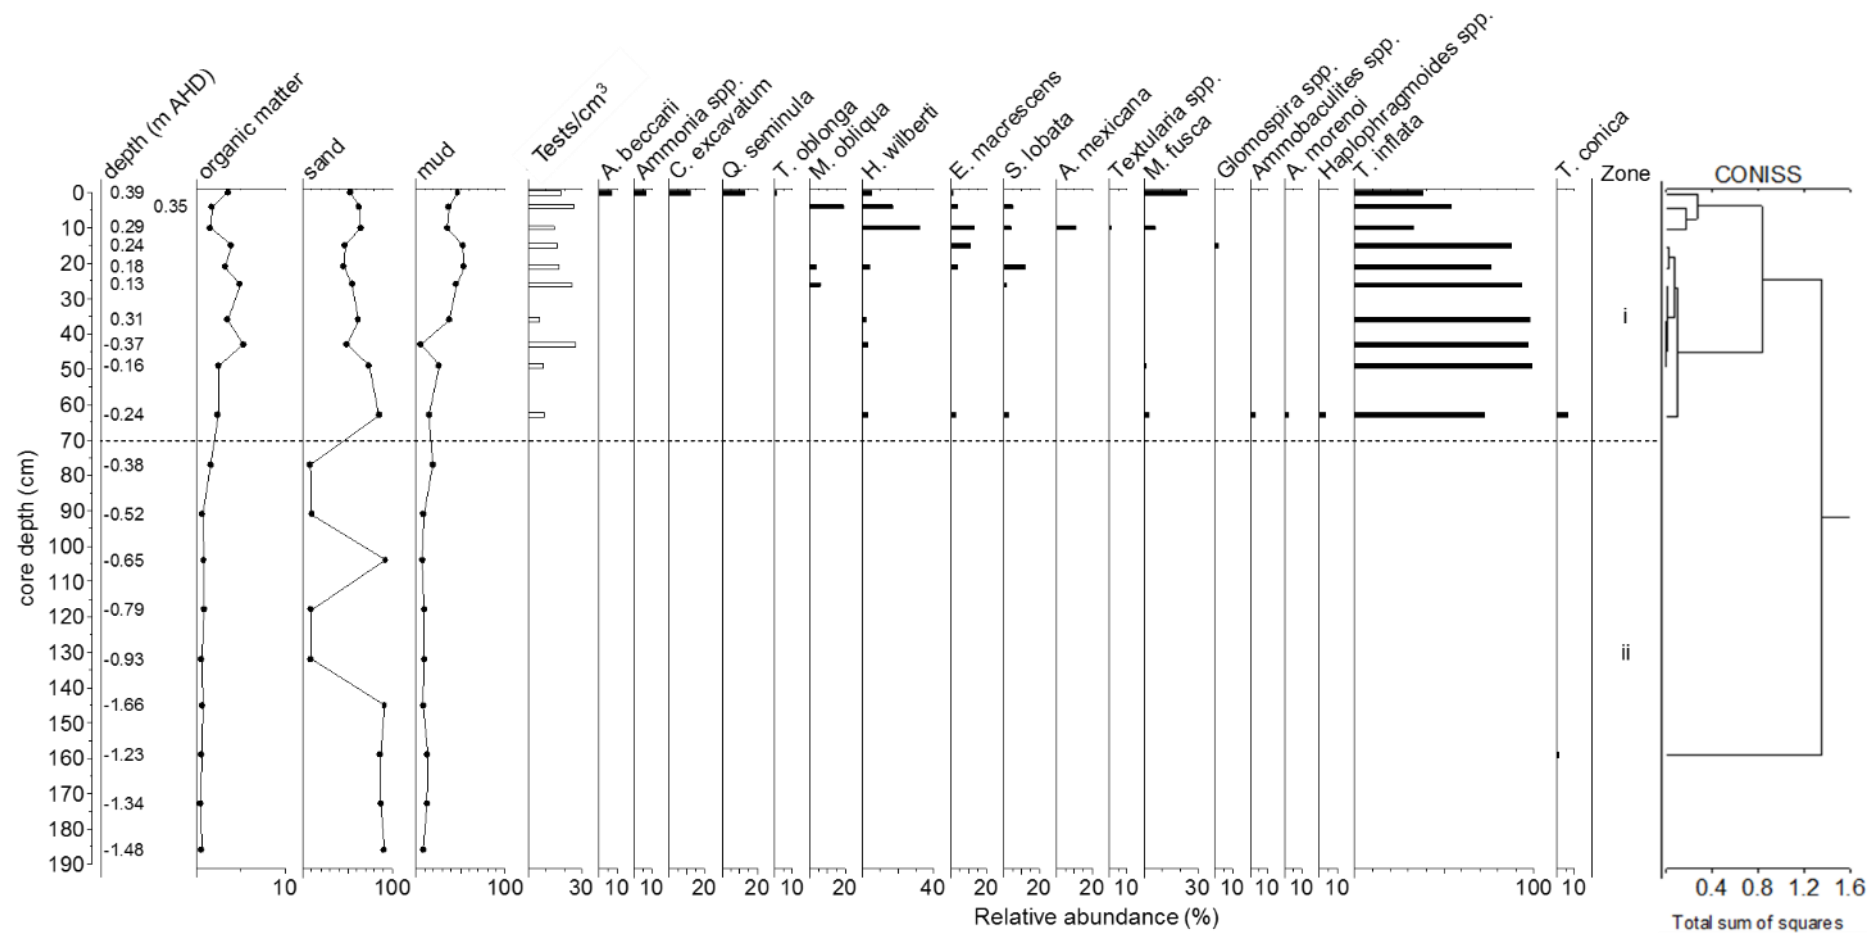 depth (m AHD)
organic matter
sand
mud
Tests/cm³
A. beccarii
Ammonia spp.
C. excavatum
Q. seminula
T. oblonga
M. obliqua
H. wilberti
E. macrescens
S. lobata
A. mexicana
Textularia spp.
M. fusca
Glomospira spp.
Ammobaculites spp.
A. morenoi
Haplophragmoides spp.
T. inflata
T. conica
Zone
CONISS
0 0.39
0.35
10 0.29
0.24
20 0.18
0.13
30
0.31
i
40 -0.37
50 -0.16
60
-0.24
70
-0.38
80
core depth (cm)
90
-0.52
100
-0.65
110
-0.79
120
130
-0.93
ii
140
-1.66
150
160 -1.23
170
-1.34
180
-1.48
190
10 100 100 30 10 10 20 20 10 20 40 20 20 20 10 30 10 10 10 10 100 10
0.4 0.8 1.2 1.6
Relative abundance (%)
Total sum of squares